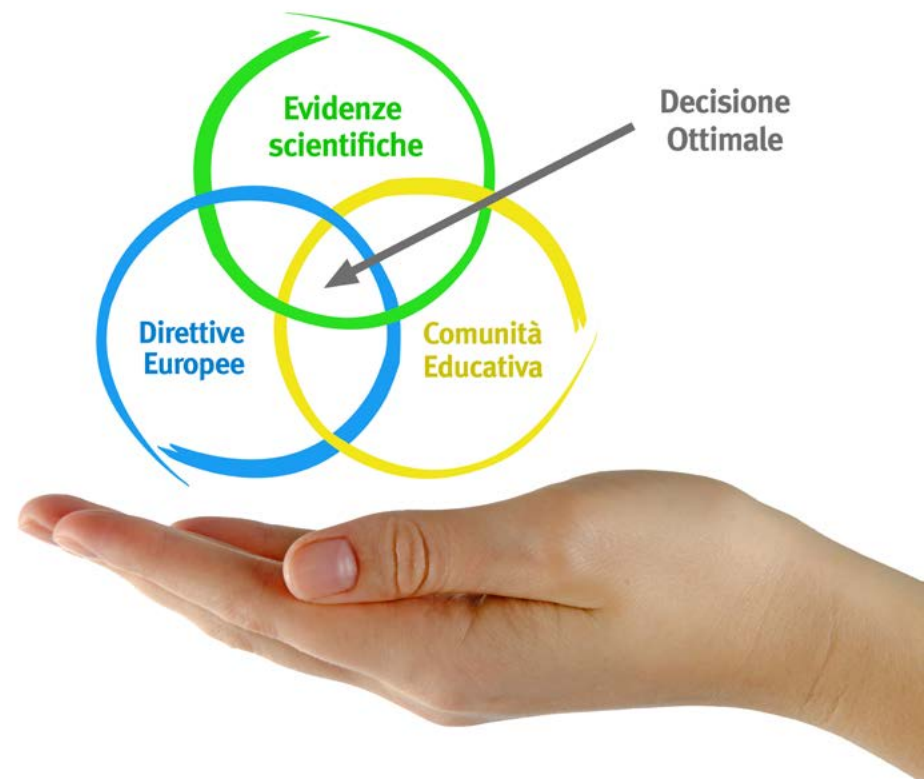 Evidenze
scientifiche
Decisione
Ottimale
Direttive
Europee
Comunità
Educativa